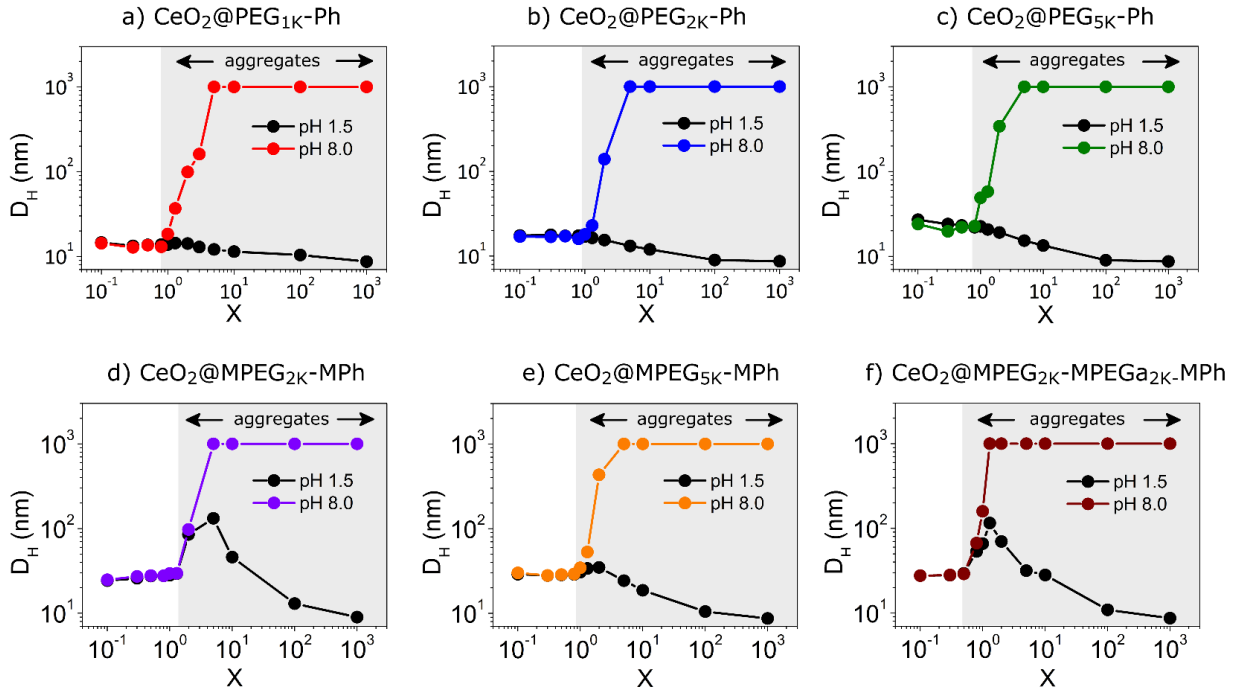 a) CeO₂@PEG₁ₖ-Ph
aggregates
pH 1.5
pH 8.0
D_H (nm)
10³
10²
10¹
10⁻¹ 10⁰ 10¹ 10² 10³
X
b) CeO₂@PEG₂ₖ-Ph
aggregates
pH 1.5
pH 8.0
D_H (nm)
10³
10²
10¹
10⁻¹ 10⁰ 10¹ 10² 10³
X
c) CeO₂@PEG₅ₖ-Ph
aggregates
pH 1.5
pH 8.0
D_H (nm)
10³
10²
10¹
10⁻¹ 10⁰ 10¹ 10² 10³
X
d) CeO₂@MPEG₂ₖ-MPh
aggregates
pH 1.5
pH 8.0
D_H (nm)
10³
10²
10¹
10⁻¹ 10⁰ 10¹ 10² 10³
X
e) CeO₂@MPEG₅ₖ-MPh
aggregates
pH 1.5
pH 8.0
D_H (nm)
10³
10²
10¹
10⁻¹ 10⁰ 10¹ 10² 10³
X
f) CeO₂@MPEG₂ₖ-MPEGa₂ₖ-MPh
aggregates
pH 1.5
pH 8.0
D_H (nm)
10³
10²
10¹
10⁻¹ 10⁰ 10¹ 10² 10³
X